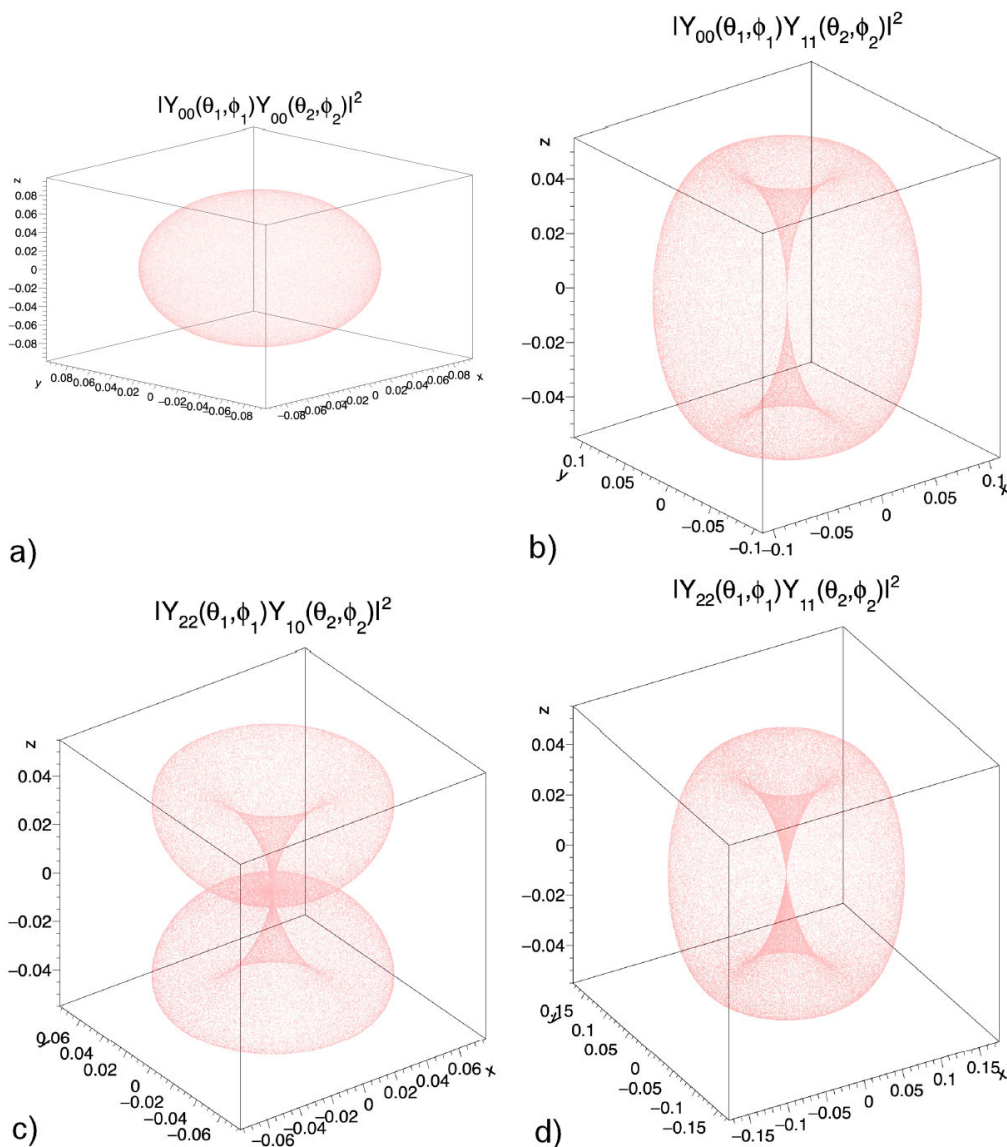 |Y₀₀(θ₁,ϕ₁)Y₀₀(θ₂,ϕ₂)|²
z
0.08
0.06
0.04
0.02
0
−0.02
−0.04
−0.06
−0.08
y 0.08 0.06 0.04 0.02 0 −0.02 −0.04 −0.06 −0.08
−0.08 −0.06 −0.04 −0.02 0 0.02 0.04 0.06 0.08 x
a)
|Y₀₀(θ₁,ϕ₁)Y₁₁(θ₂,ϕ₂)|²
z
0.04
0.02
0
−0.02
−0.04
y 0.1 0.05 0 −0.05 −0.1
−0.1 −0.05 0 0.05 0.1 x
b)
|Y₂₂(θ₁,ϕ₁)Y₁₀(θ₂,ϕ₂)|²
z
0.04
0.02
0
−0.02
−0.04
y 0.06 0.04 0.02 0 −0.02 −0.04 −0.06
−0.06 −0.04 −0.02 0 0.02 0.04 0.06 x
c)
|Y₂₂(θ₁,ϕ₁)Y₁₁(θ₂,ϕ₂)|²
z
0.04
0.02
0
−0.02
−0.04
y 0.15 0.1 0.05 0 −0.05 −0.1 −0.15
−0.15 −0.1 −0.05 0 0.05 0.1 0.15 x
d)